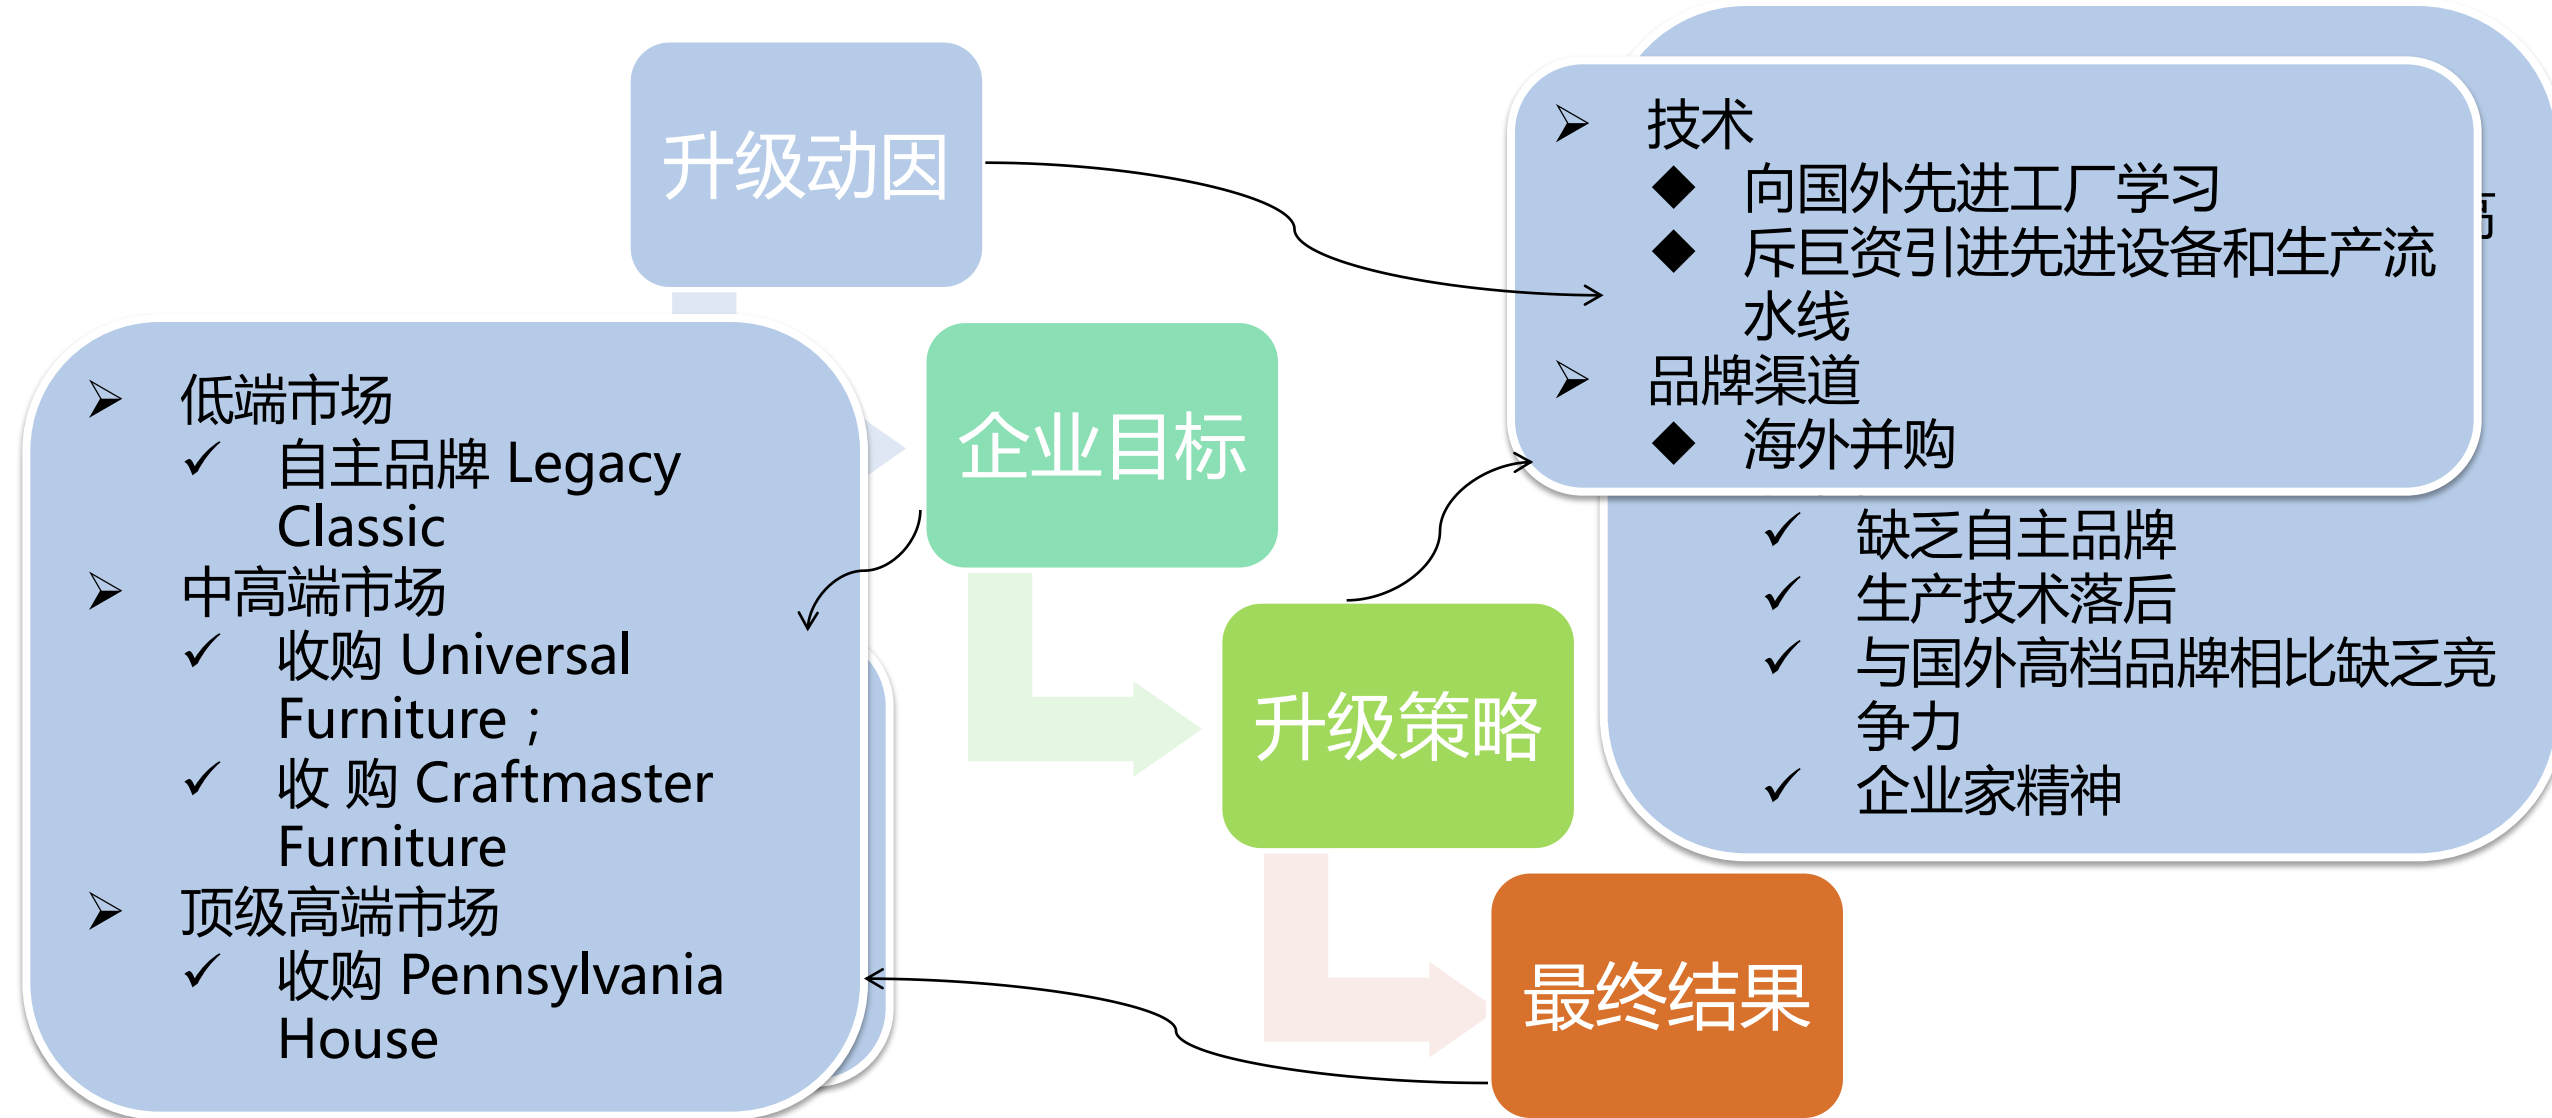 升级动因
企业目标
升级策略
最终结果
技术
向国外先进工厂学习
斥巨资引进先进设备和生产流
水线
品牌渠道
海外并购
缺乏自主品牌
生产技术落后
与国外高档品牌相比缺乏竞
争力
企业家精神
低端市场
自主品牌 Legacy
Classic
中高端市场
收购 Universal
Furniture；
收 购 Craftmaster
Furniture
顶级高端市场
收购 Pennsylvania
House